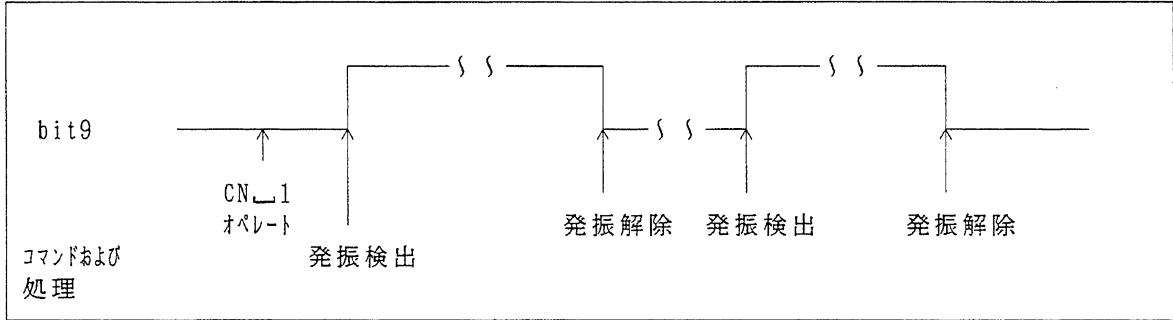 bit9
CN␣1
オペレート
発振検出
発振解除
発振検出
発振解除
コマンドおよび
処理